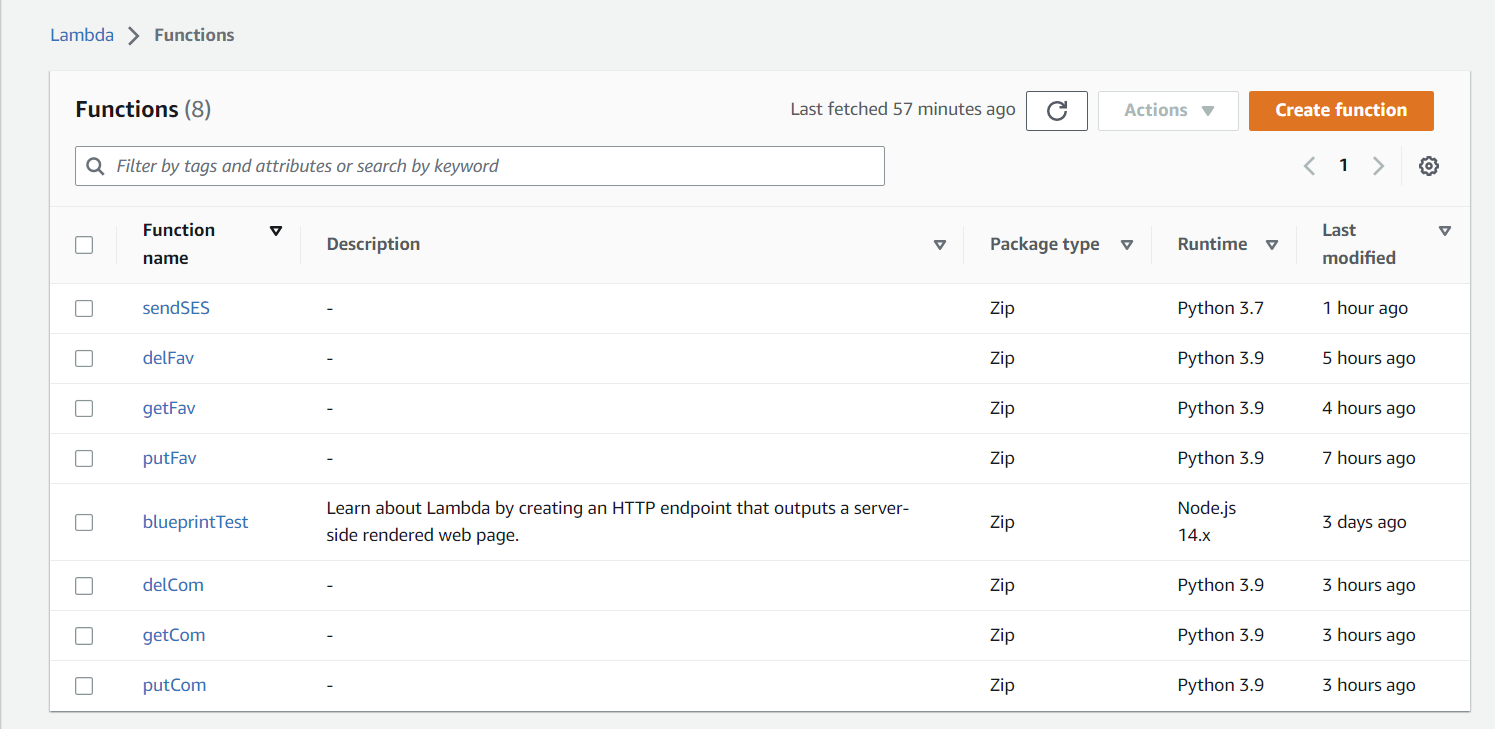 Lambda > Functions
Functions (8) Last fetched 57 minutes ago Actions Create function
Filter by tags and attributes or search by keyword 1
Function name Description Package type Runtime Last modified
sendSES - Zip Python 3.7 1 hour ago
delFav - Zip Python 3.9 5 hours ago
getFav - Zip Python 3.9 4 hours ago
putFav - Zip Python 3.9 7 hours ago
blueprintTest Learn about Lambda by creating an HTTP endpoint that outputs a server-side rendered web page. Zip Node.js 14.x 3 days ago
delCom - Zip Python 3.9 3 hours ago
getCom - Zip Python 3.9 3 hours ago
putCom - Zip Python 3.9 3 hours ago